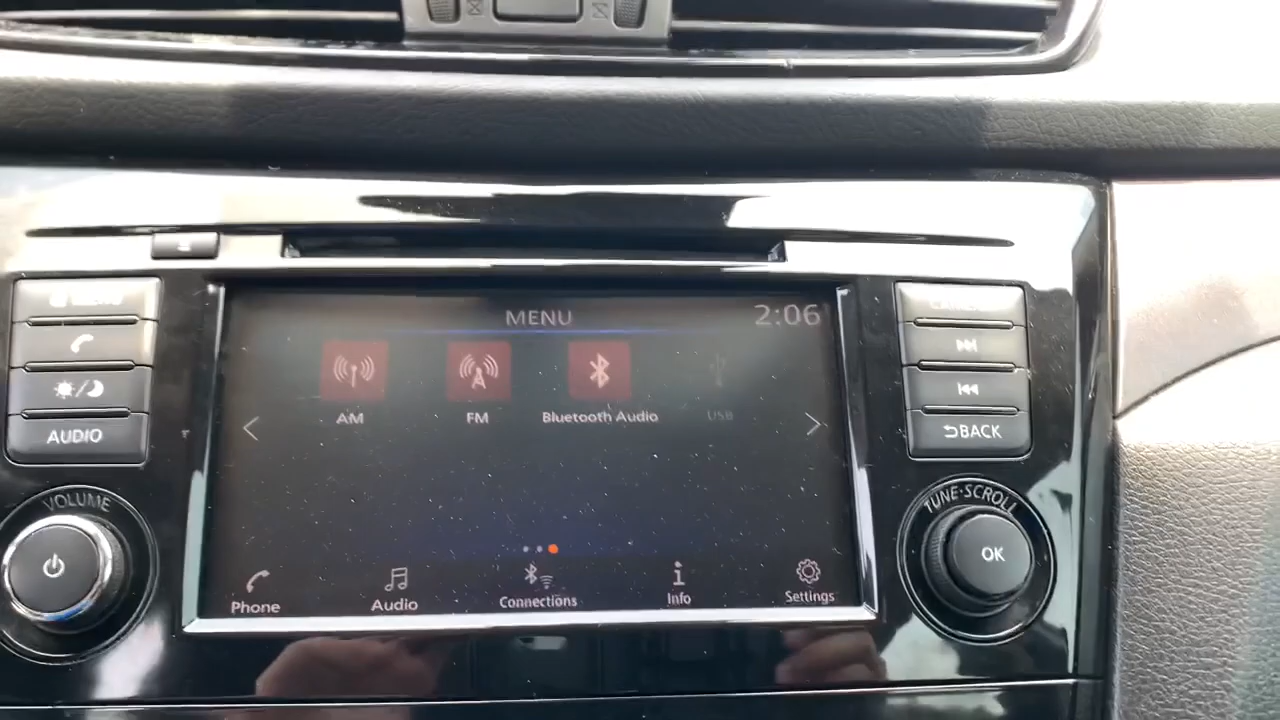 MENU
2:06
AM
FM
Bluetooth Audio
USB
Phone
Audio
Connections
Info
Settings
MENU
AUDIO
VOLUME
BACK
TUNE·SCROLL
OK